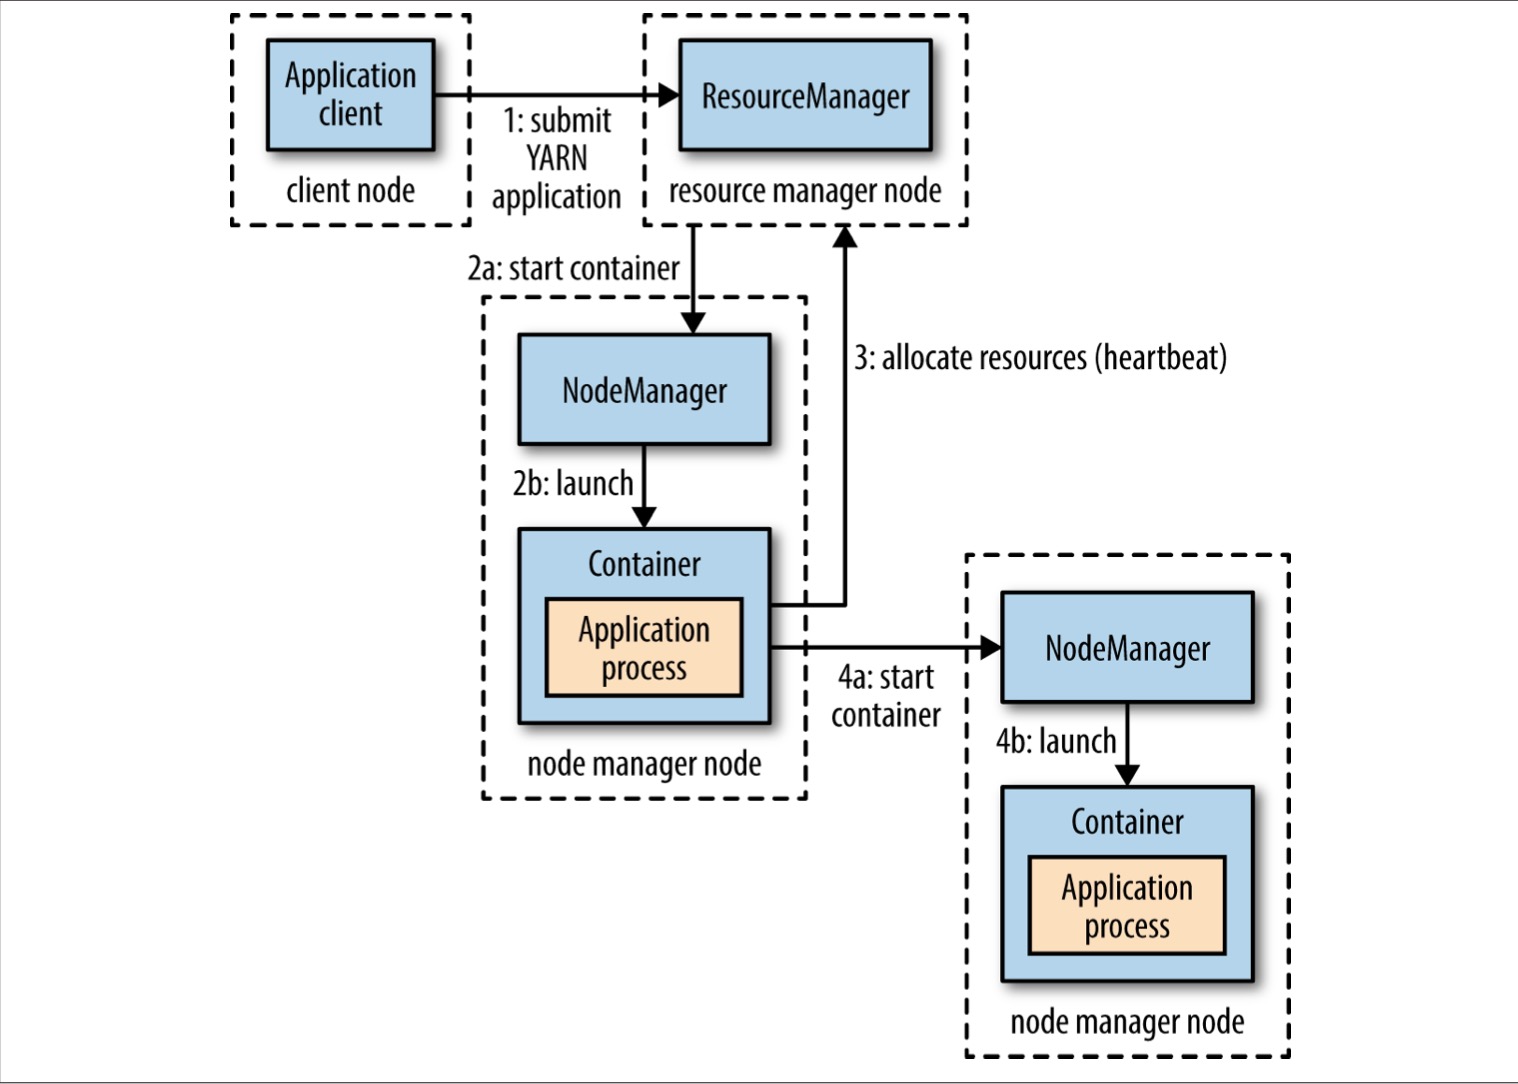 Application
client
client node
1: submit
YARN
application
ResourceManager
resource manager node
2a: start container
NodeManager
2b: launch
Container
Application
process
node manager node
3: allocate resources (heartbeat)
4a: start
container
NodeManager
4b: launch
Container
Application
process
node manager node